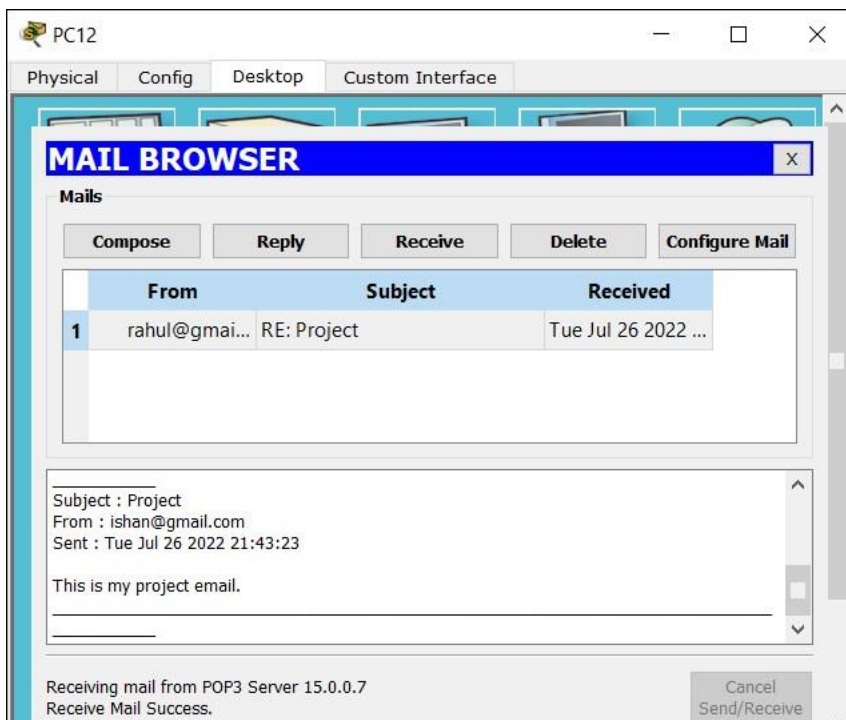 PC12
Physical Config Desktop Custom Interface
MAIL BROWSER X
Mails
Compose Reply Receive Delete Configure Mail
From Subject Received
1 rahul@gmai... RE: Project Tue Jul 26 2022 ...
Subject : Project
From : ishan@gmail.com
Sent : Tue Jul 26 2022 21:43:23
This is my project email.
Receiving mail from POP3 Server 15.0.0.7
Receive Mail Success.
Cancel
Send/Receive